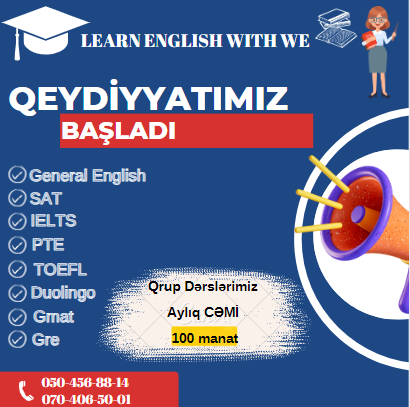 LEARN ENGLISH WITH WE
QEYDİYYATIMIZ
BAŞLADI
General English
SAT
IELTS
PTE
TOEFL
Duolingo
Gmat
Gre
Qrup Dərslərimiz
Aylıq CƏMİ
100 manat
050-456-88-14
070-406-50-01